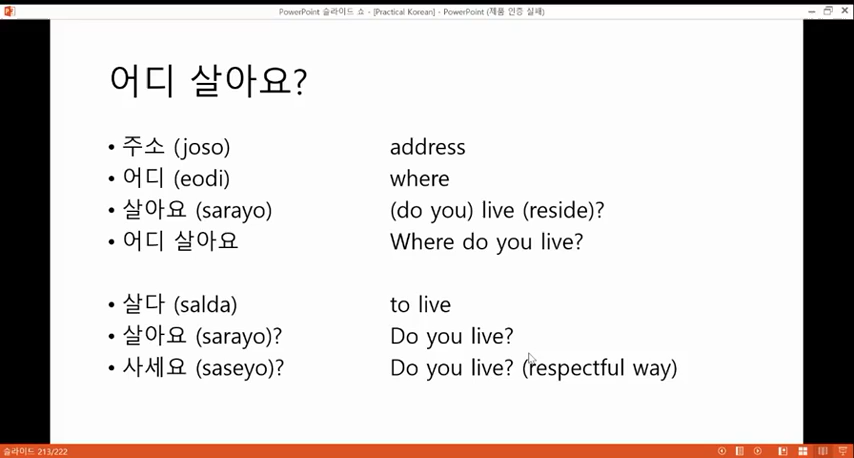 PowerPoint 슬라이드 쇼 - [Practical Korean] - PowerPoint (제품 인증 실패)
어디 살아요?
• 주소 (joso) address
• 어디 (eodi) where
• 살아요 (sarayo) (do you) live (reside)?
• 어디 살아요 Where do you live?
• 살다 (salda) to live
• 살아요 (sarayo)? Do you live?
• 사세요 (saseyo)? Do you live? (respectful way)
슬라이드 213/222